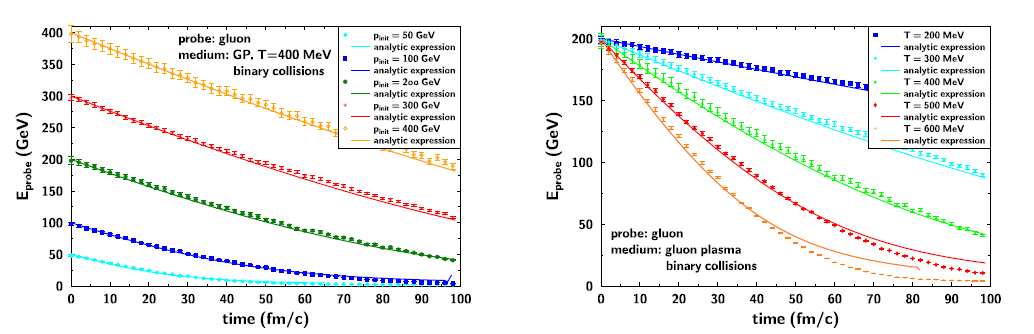 400
350
300
250
200
150
100
50
0
E_probe (GeV)
probe: gluon
medium: GP, T=400 MeV
binary collisions
p_init = 50 GeV
analytic expression
p_init = 100 GeV
analytic expression
p_init = 2oo GeV
analytic expression
p_init = 300 GeV
analytic expression
p_init = 400 GeV
analytic expression
0 10 20 30 40 50 60 70 80 90 100
time (fm/c)
200
150
100
50
0
E_probe (GeV)
T = 200 MeV
analytic expression
T = 300 MeV
analytic expression
T = 400 MeV
analytic expression
T = 500 MeV
analytic expression
T = 600 MeV
analytic expression
probe: gluon
medium: gluon plasma
binary collisions
0 10 20 30 40 50 60 70 80 90 100
time (fm/c)